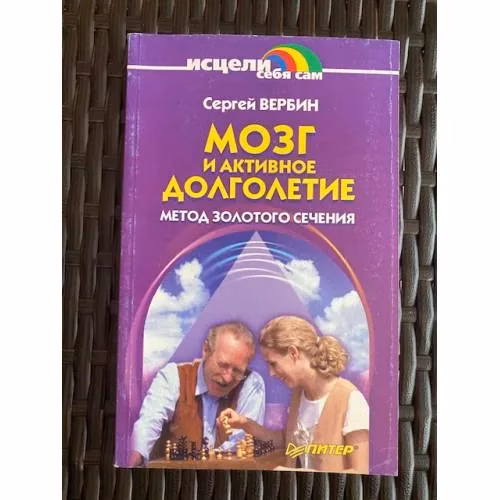 исцели
себя сам
Сергей ВЕРБИН
МОЗГ
И АКТИВНОЕ
ДОЛГОЛЕТИЕ
МЕТОД ЗОЛОТОГО СЕЧЕНИЯ
ПИТЕР